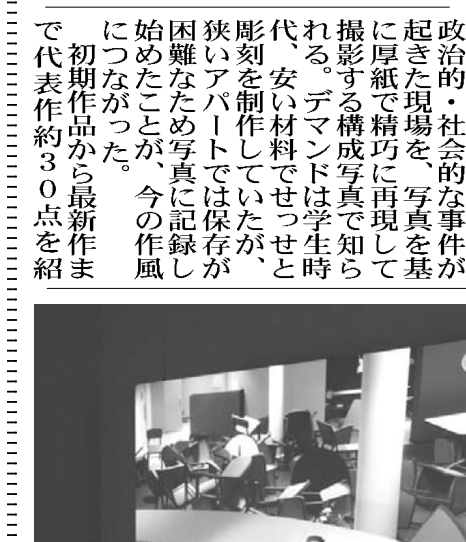 政治的・社会的な事件が
起きた現場を、写真を基
に厚紙で精巧に再現して
撮影する構成写真で知ら
れる。デマンドは学生時
代、安い材料でせっせと
彫刻を制作していたが、
狭いアパートでは保存が
困難なため写真に記録し
始めたことが、今の作風
につながった。
初期作品から最新作ま
で代表作約３０点を紹